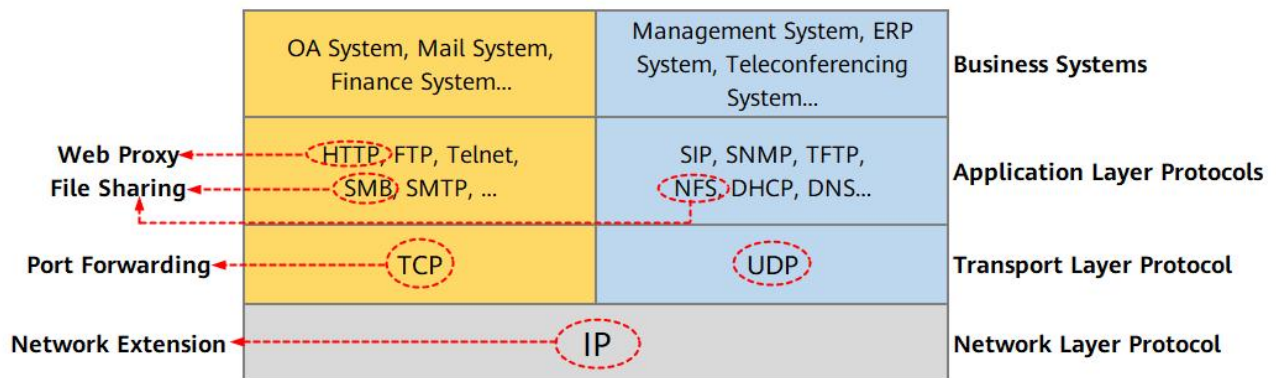 OA System, Mail System,
Finance System...
Management System, ERP
System, Teleconferencing
System...
Business Systems
Web Proxy
File Sharing
HTTP, FTP, Telnet,
SMB, SMTP, ...
SIP, SNMP, TFTP,
NFS, DHCP, DNS...
Application Layer Protocols
Port Forwarding
TCP
UDP
Transport Layer Protocol
Network Extension
IP
Network Layer Protocol